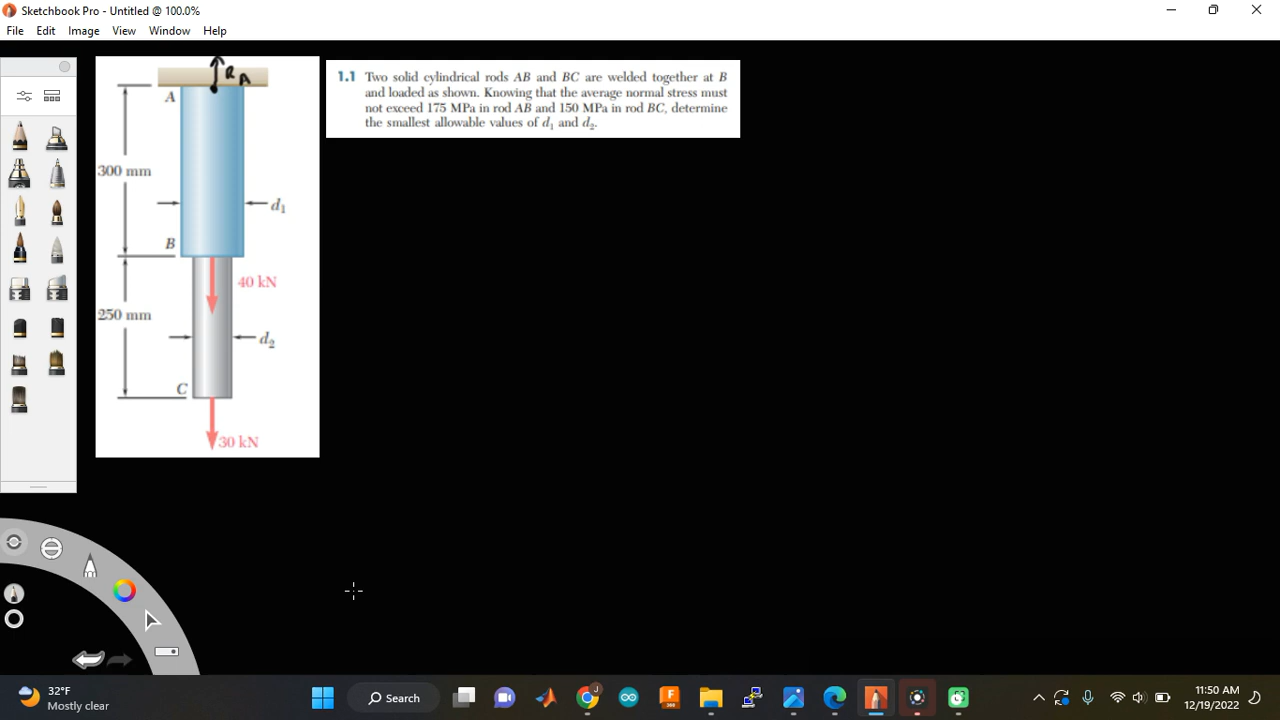 Sketchbook Pro - Untitled @ 100.0%
File Edit Image View Window Help
R A
A
300 mm
d1
B
40 kN
250 mm
d2
C
30 kN
1.1 Two solid cylindrical rods AB and BC are welded together at B
and loaded as shown. Knowing that the average normal stress must
not exceed 175 MPa in rod AB and 150 MPa in rod BC, determine
the smallest allowable values of d1 and d2.
32°F
Mostly clear
Search
11:50 AM
12/19/2022